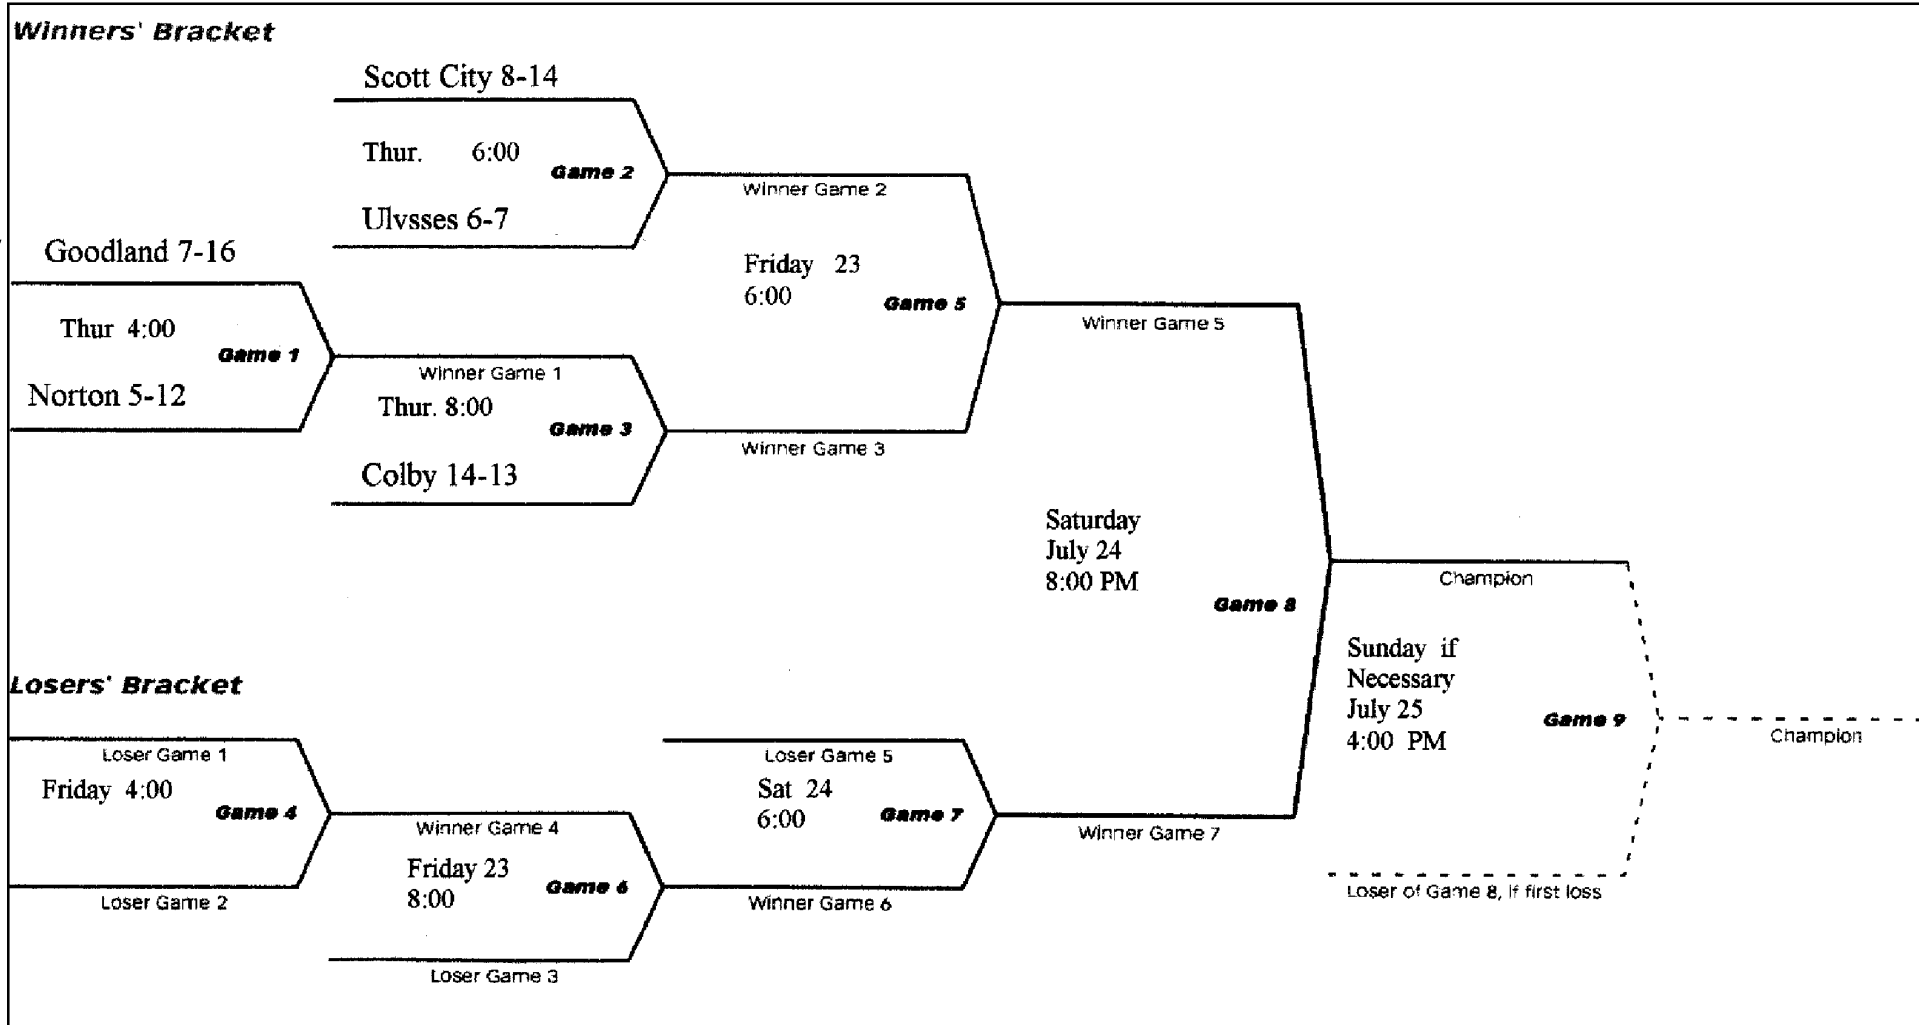 Winners' Bracket
Scott City 8-14
Thur. 6:00
Game 2
Ulvsses 6-7
Winner Game 2
Goodland 7-16
Thur 4:00
Game 1
Norton 5-12
Winner Game 1
Thur. 8:00
Game 3
Colby 14-13
Winner Game 3
Friday 23
6:00
Game 5
Winner Game 5
Saturday
July 24
8:00 PM
Game 8
Champion
Sunday if
Necessary
July 25
4:00 PM
Game 9
Champion
Loser of Game 8, if first loss
Losers' Bracket
Loser Game 1
Friday 4:00
Game 4
Loser Game 2
Winner Game 4
Friday 23
8:00
Game 6
Loser Game 3
Loser Game 5
Sat 24
6:00
Game 7
Winner Game 6
Winner Game 7